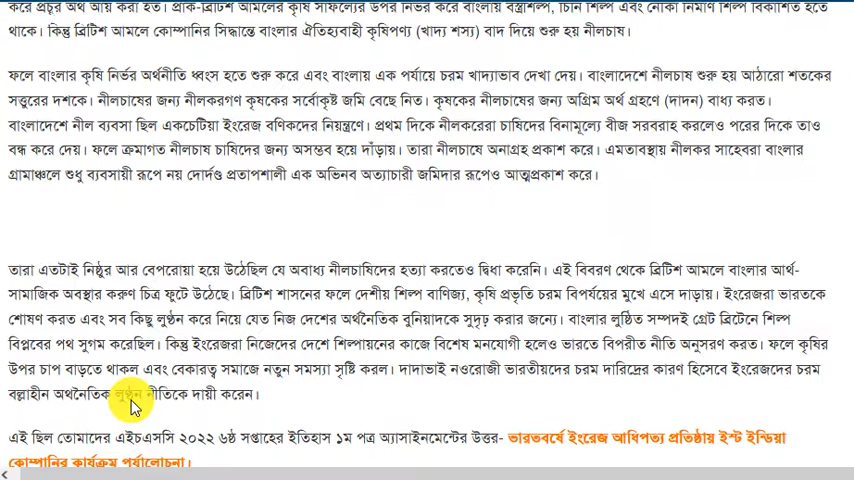 করে প্রচুর অর্থ আয় করা হত। প্রাক-ব্রিটিশ আমলের কৃষি সাফল্যের উপর নির্ভর করে বাংলায় বস্ত্রশিল্প, চিনি শিল্প এবং নৌকা নির্মাণ শিল্প বিকশিত হতে
থাকে। কিন্তু ব্রিটিশ আমলে কোম্পানির সিদ্ধান্তে বাংলার ঐতিহ্যবাহী কৃষিপণ্য (খাদ্য শস্য) বাদ দিয়ে শুরু হয় নীলচাষ।
ফলে বাংলার কৃষি নির্ভর অর্থনীতি ধ্বংস হতে শুরু করে এবং বাংলায় এক পর্যায়ে চরম খাদ্যাভাব দেখা দেয়। বাংলাদেশে নীলচাষ শুরু হয় আঠারো শতকের
সত্তুরের দশকে। নীলচাষের জন্য নীলকরগণ কৃষকের সর্বোকৃষ্ট জমি বেছে নিত। কৃষকের নীলচাষের জন্য অগ্রিম অর্থ গ্রহণে (দাদন) বাধ্য করত।
বাংলাদেশে নীল ব্যবসা ছিল একচেটিয়া ইংরেজ বণিকদের নিয়ন্ত্রণে। প্রথম দিকে নীলকরেরা চাষিদের বিনামূল্যে বীজ সরবরাহ করলেও পরের দিকে তাও
বন্ধ করে দেয়। ফলে ক্রমাগত নীলচাষ চাষিদের জন্য অসম্ভব হয়ে দাঁড়ায়। তারা নীলচাষে অনাগ্রহ প্রকাশ করে। এমতাবস্থায় নীলকর সাহেবরা বাংলার
গ্রামাঞ্চলে শুধু ব্যবসায়ী রূপে নয় দোর্দণ্ড প্রতাপশালী এক অভিনব অত্যাচারী জমিদার রূপেও আত্মপ্রকাশ করে।
তারা এতটাই নিষ্ঠুর আর বেপরোয়া হয়ে উঠেছিল যে অবাধ্য নীলচাষিদের হত্যা করতেও দ্বিধা করেনি। এই বিবরণ থেকে ব্রিটিশ আমলে বাংলার আর্থ-
সামাজিক অবস্থার করুণ চিত্র ফুটে উঠেছে। ব্রিটিশ শাসনের ফলে দেশীয় শিল্প বাণিজ্য, কৃষি প্রভৃতি চরম বিপর্যয়ের মুখে এসে দাড়ায়। ইংরেজরা ভারতকে
শোষণ করত এবং সব কিছু লুণ্ঠন করে নিয়ে যেত নিজ দেশের অর্থনৈতিক বুনিয়াদকে সুদৃঢ় করার জন্যে। বাংলার লুণ্ঠিত সম্পদই গ্রেট ব্রিটেনে শিল্প
বিপ্লবের পথ সুগম করেছিল। কিন্তু ইংরেজরা নিজেদের দেশে শিল্পায়নের কাজে বিশেষ মনযোগী হলেও ভারতে বিপরীত নীতি অনুসরণ করত। ফলে কৃষির
উপর চাপ বাড়তে থাকল এবং বেকারত্ব সমাজে নতুন সমস্যা সৃষ্টি করল। দাদাভাই নওরোজী ভারতীয়দের চরম দারিদ্রের কারণ হিসেবে ইংরেজদের চরম
বল্লাহীন অথনৈতিক লুণ্ঠন নীতিকে দায়ী করেন।
এই ছিল তোমাদের এইচএসসি ২০২২ ৬ষ্ঠ সপ্তাহের ইতিহাস ১ম পত্র অ্যাসাইনমেন্টের উত্তর- ভারতবর্ষে ইংরেজ আধিপত্য প্রতিষ্ঠায় ইস্ট ইন্ডিয়া
কোম্পানির কার্যক্রম পর্যালোচনা।